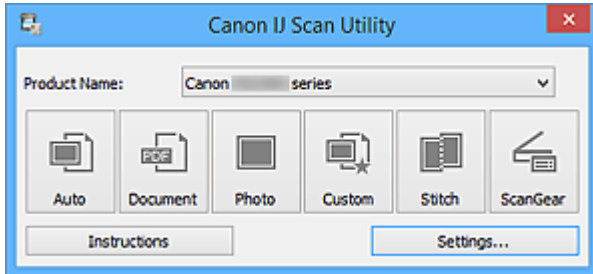 Canon IJ Scan Utility
Product Name: Canon series
PDF
Auto Document Photo Custom Stitch ScanGear
Instructions Settings...